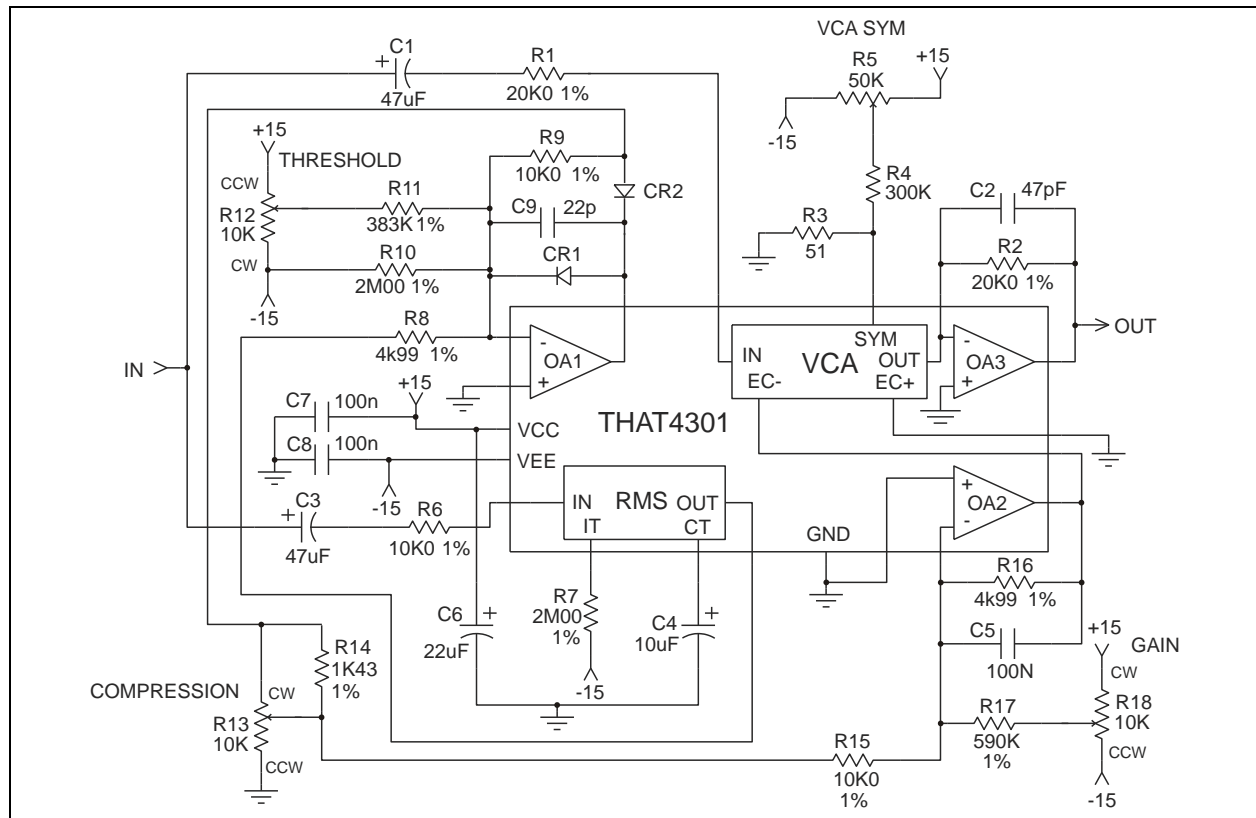 VCA SYM
C1
+
47uF
R1
20K0 1%
R5
50K
+15
-15
+15
THRESHOLD
CCW
R12
10K
CW
-15
R11
383K 1%
R10
2M00 1%
R9
10K0 1%
C9
22p
CR2
CR1
R8
4k99 1%
R4
300K
R3
51
C2
47pF
R2
20K0 1%
OUT
IN
-
+
OA1
IN
SYM
VCA
OUT
EC-
EC+
-
+
OA3
+15
C7
100n
C8
100n
-15
VCC
VEE
THAT4301
C3
+
47uF
R6
10K0 1%
IN
RMS
OUT
IT
CT
GND
+
-
OA2
R16
4k99 1%
C5
100N
C6
+
22uF
R7
2M00
1%
-15
C4
+
10uF
+15
GAIN
CW
R18
10K
CCW
-15
R17
590K
1%
R14
1K43
1%
COMPRESSION
CW
R13
10K
CCW
R15
10K0
1%